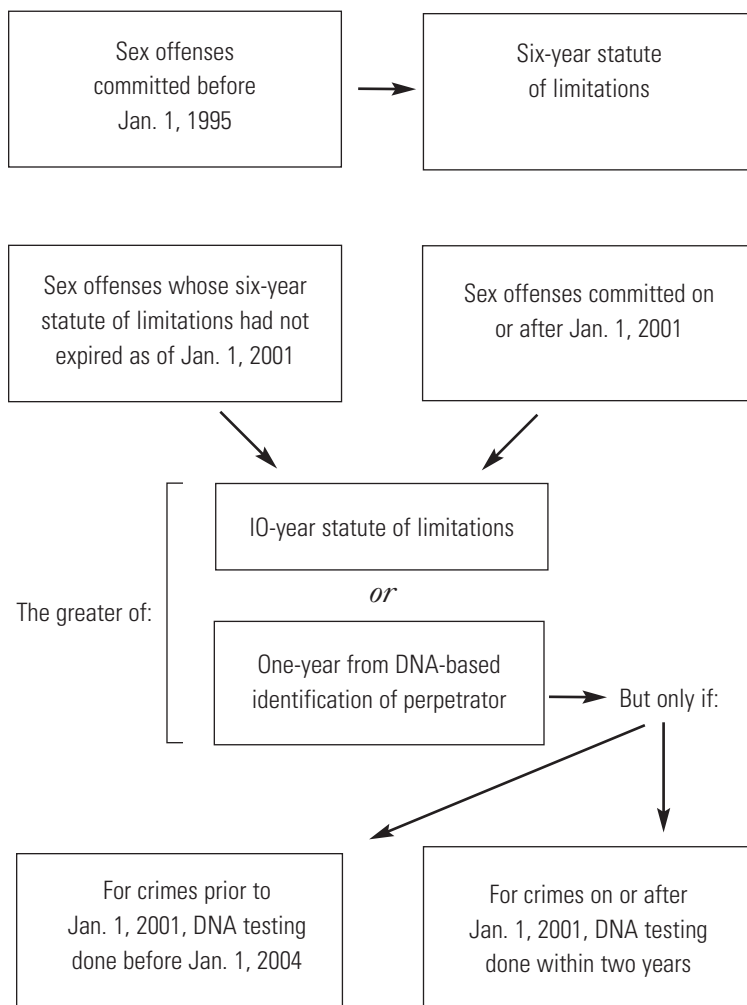 Sex offenses
committed before
Jan. 1, 1995
Six-year statute
of limitations
Sex offenses whose six-year
statute of limitations had not
expired as of Jan. 1, 2001
Sex offenses committed on
or after Jan. 1, 2001
The greater of:
IO-year statute of limitations
or
One-year from DNA-based
identification of perpetrator
But only if:
For crimes prior to
Jan. 1, 2001, DNA testing
done before Jan. 1, 2004
For crimes on or after
Jan. 1, 2001, DNA testing
done within two years